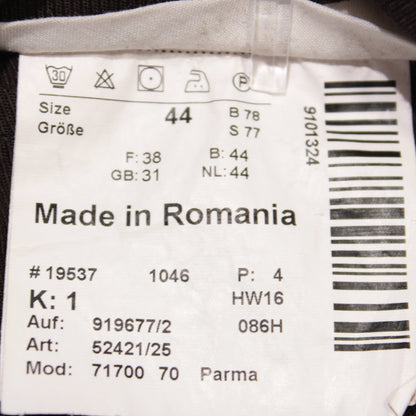 30 P
Size 44 B 78
Größe S 77
F: 38 B: 44
GB: 31 NL: 44
9101324
Made in Romania
# 19537 1046 P: 4
K: 1 HW16
Auf: 919677/2 086H
Art: 52421/25
Mod: 71700 70 Parma